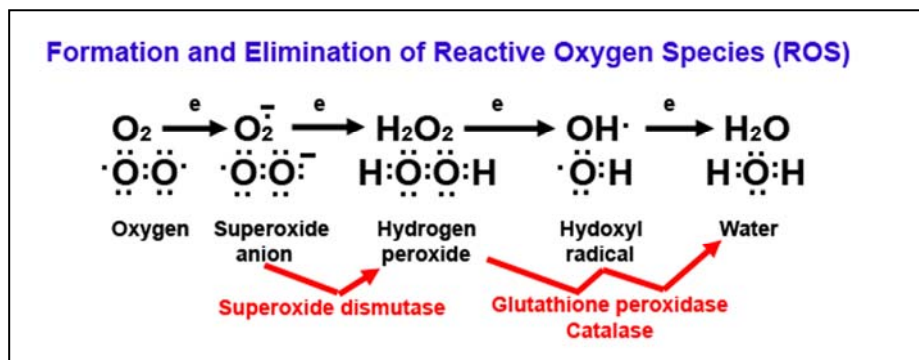 Formation and Elimination of Reactive Oxygen Species (ROS)
e e e e
O₂ O₂·̄ H₂O₂ OH· H₂O
·Ö:Ö· ·Ö:Ö:⁻ H:Ö:Ö:H ·Ö:H H:Ö:H
Oxygen Superoxide Hydrogen Hydoxyl Water
anion peroxide radical
Superoxide dismutase Glutathione peroxidase
Catalase